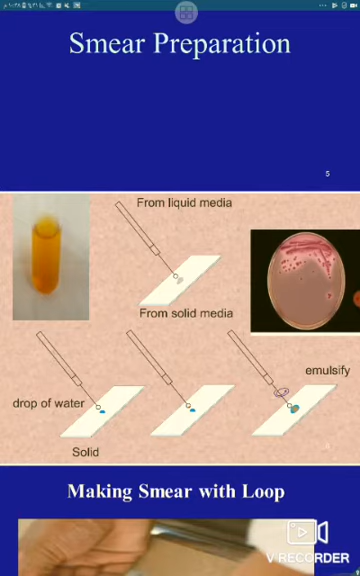 Smear Preparation
5
From liquid media
From solid media
emulsify
drop of water
Solid
Making Smear with Loop
V RECORDER